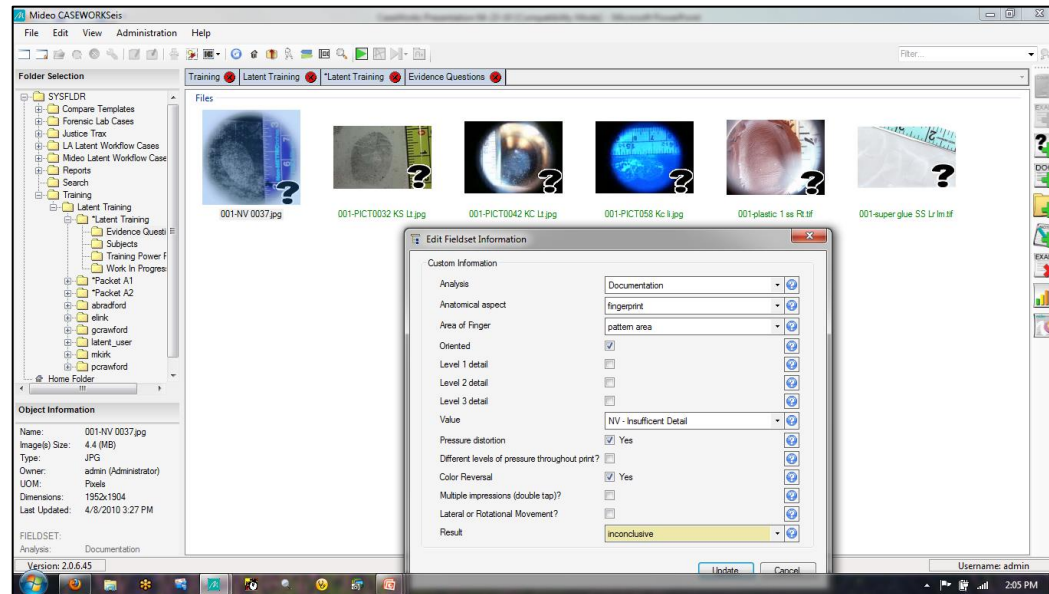 Mideo CASEWORKSeis
CaseWorks Presentation 04-23-10 [Compatibility Mode] - Microsoft PowerPoint
File Edit View Administration Help
Filter...
Folder Selection
Training Latent Training *Latent Training Evidence Questions
SYSFLDR
Compare Templates
Forensic Lab Cases
Justice Trax
LA Latent Workflow Cases
Mideo Latent Workflow Case
Reports
Search
Training
Latent Training
*Latent Training
Evidence Questi
Subjects
Training Power F
Work In Progres
*Packet A1
*Packet A2
abradford
elink
gcrawford
latent_user
mkirk
pcrawford
Home Folder
Files
001-NV 0037.jpg
001-PICT0032 KS Lt.jpg
001-PICT0042 KC Lt.jpg
001-PICT058 Kc li.jpg
001-plastic 1 ss Rt.tif
001-super glue SS Lr lm.tif
Edit Fieldset Information
Custom Information
Analysis Documentation
Anatomical aspect fingerprint
Area of Finger pattern area
Oriented
Level 1 detail
Level 2 detail
Level 3 detail
Value NV - Insufficent Detail
Pressure distortion Yes
Different levels of pressure throughout print?
Color Reversal Yes
Multiple impressions (double tap)?
Lateral or Rotational Movement?
Result inconclusive
Update Cancel
Object Information
Name: 001-NV 0037.jpg
Image(s) Size: 4.4 (MB)
Type: JPG
Owner: admin (Administrator)
UOM: Pixels
Dimensions: 1952x1904
Last Updated: 4/8/2010 3:27 PM
FIELDSET:
Analysis: Documentation
Version: 2.0.6.45
Username: admin
2:05 PM